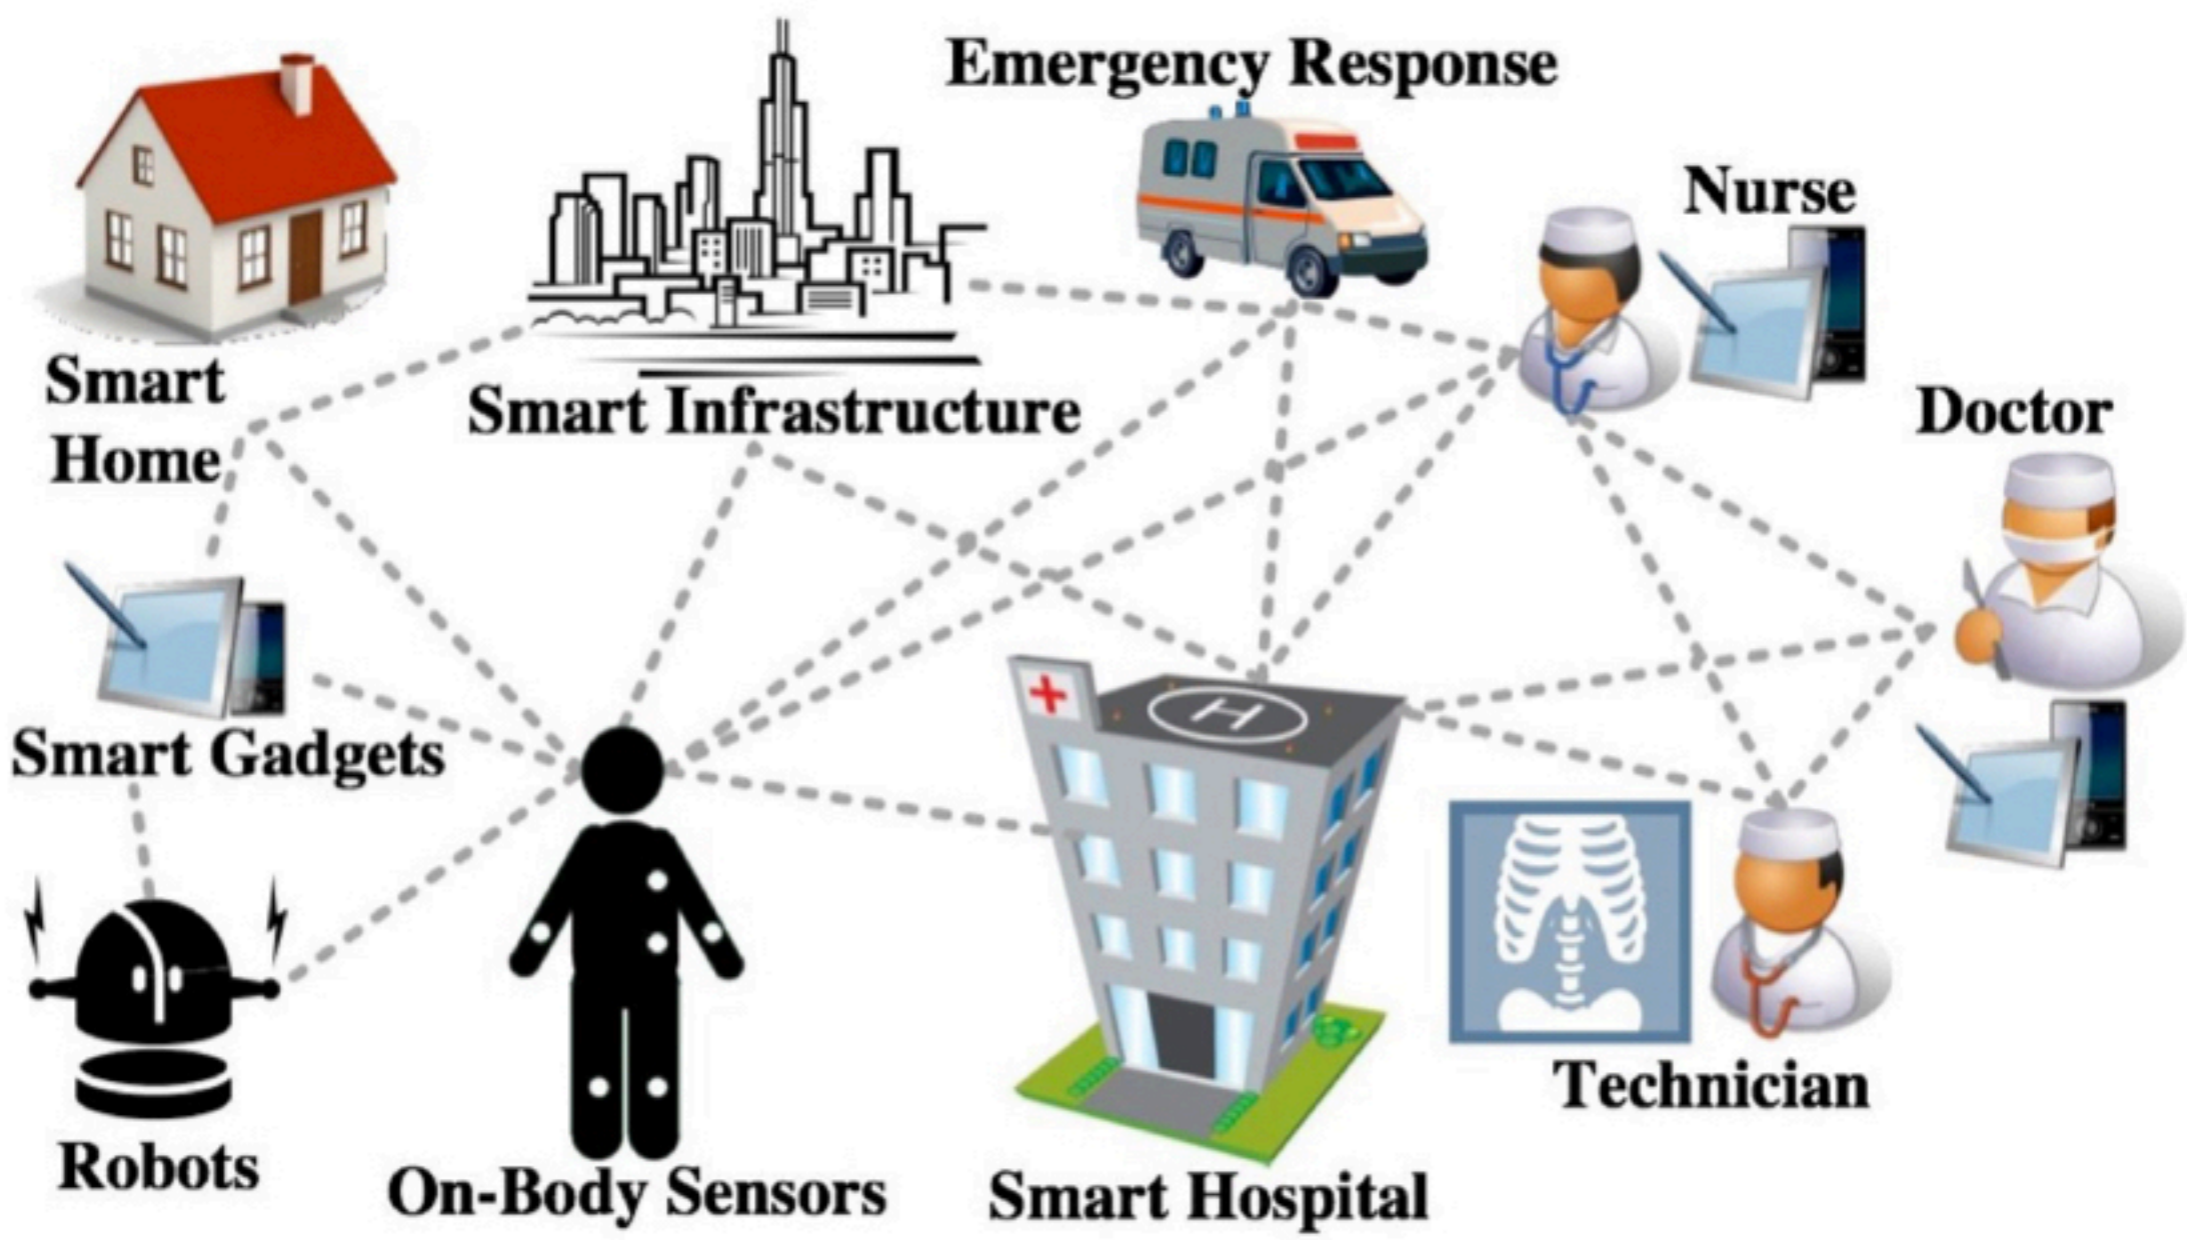 Emergency Response
Nurse
Smart
Home
Smart Infrastructure
Doctor
Smart Gadgets
H
Technician
Robots
On-Body Sensors
Smart Hospital